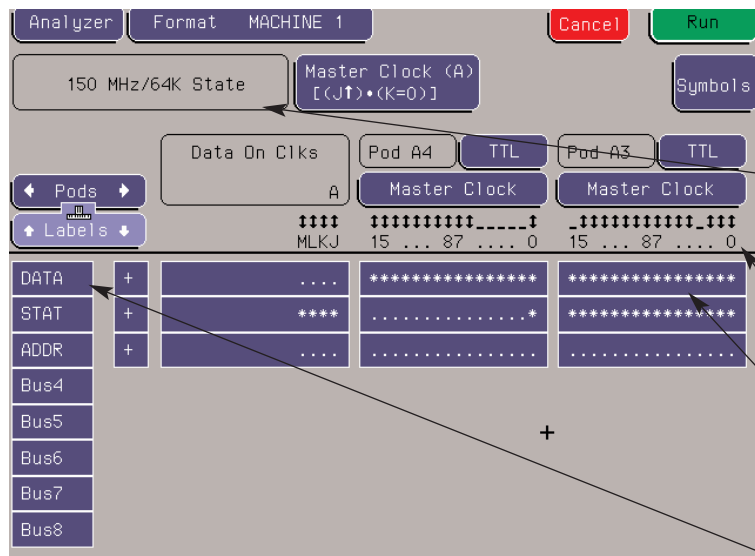 Analyzer Format MACHINE 1 Cancel Run
150 MHz/64K State Master Clock (A) [(J↑)•(K=0)] Symbols
Data On Clks A Pod A4 TTL Pod A3 TTL
Pods Master Clock Master Clock
Labels MLKJ 15 ... 87 .... 0 15 ... 87 .... 0
DATA + .... **************** ****************
STAT + **** ...............* ****************
ADDR + .... ................ ................
Bus4
Bus5
Bus6
Bus7
Bus8